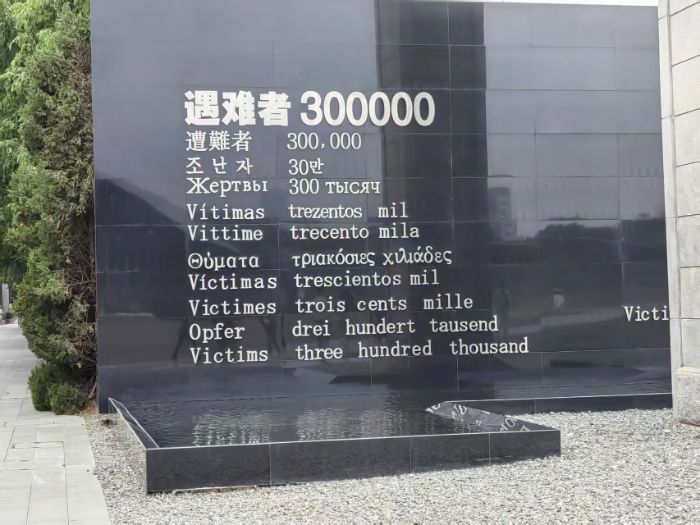 遇难者 300000
遭難者 300,000
조난자 30만
Жертвы 300 тысяч
Vítimas trezentos mil
Vittime trecento mila
Θύματα τριακόσιες χιλιάδες
Víctimas trescientos mil
Victimes trois cents mille
Opfer drei hundert tausend
Victims three hundred thousand
Victi